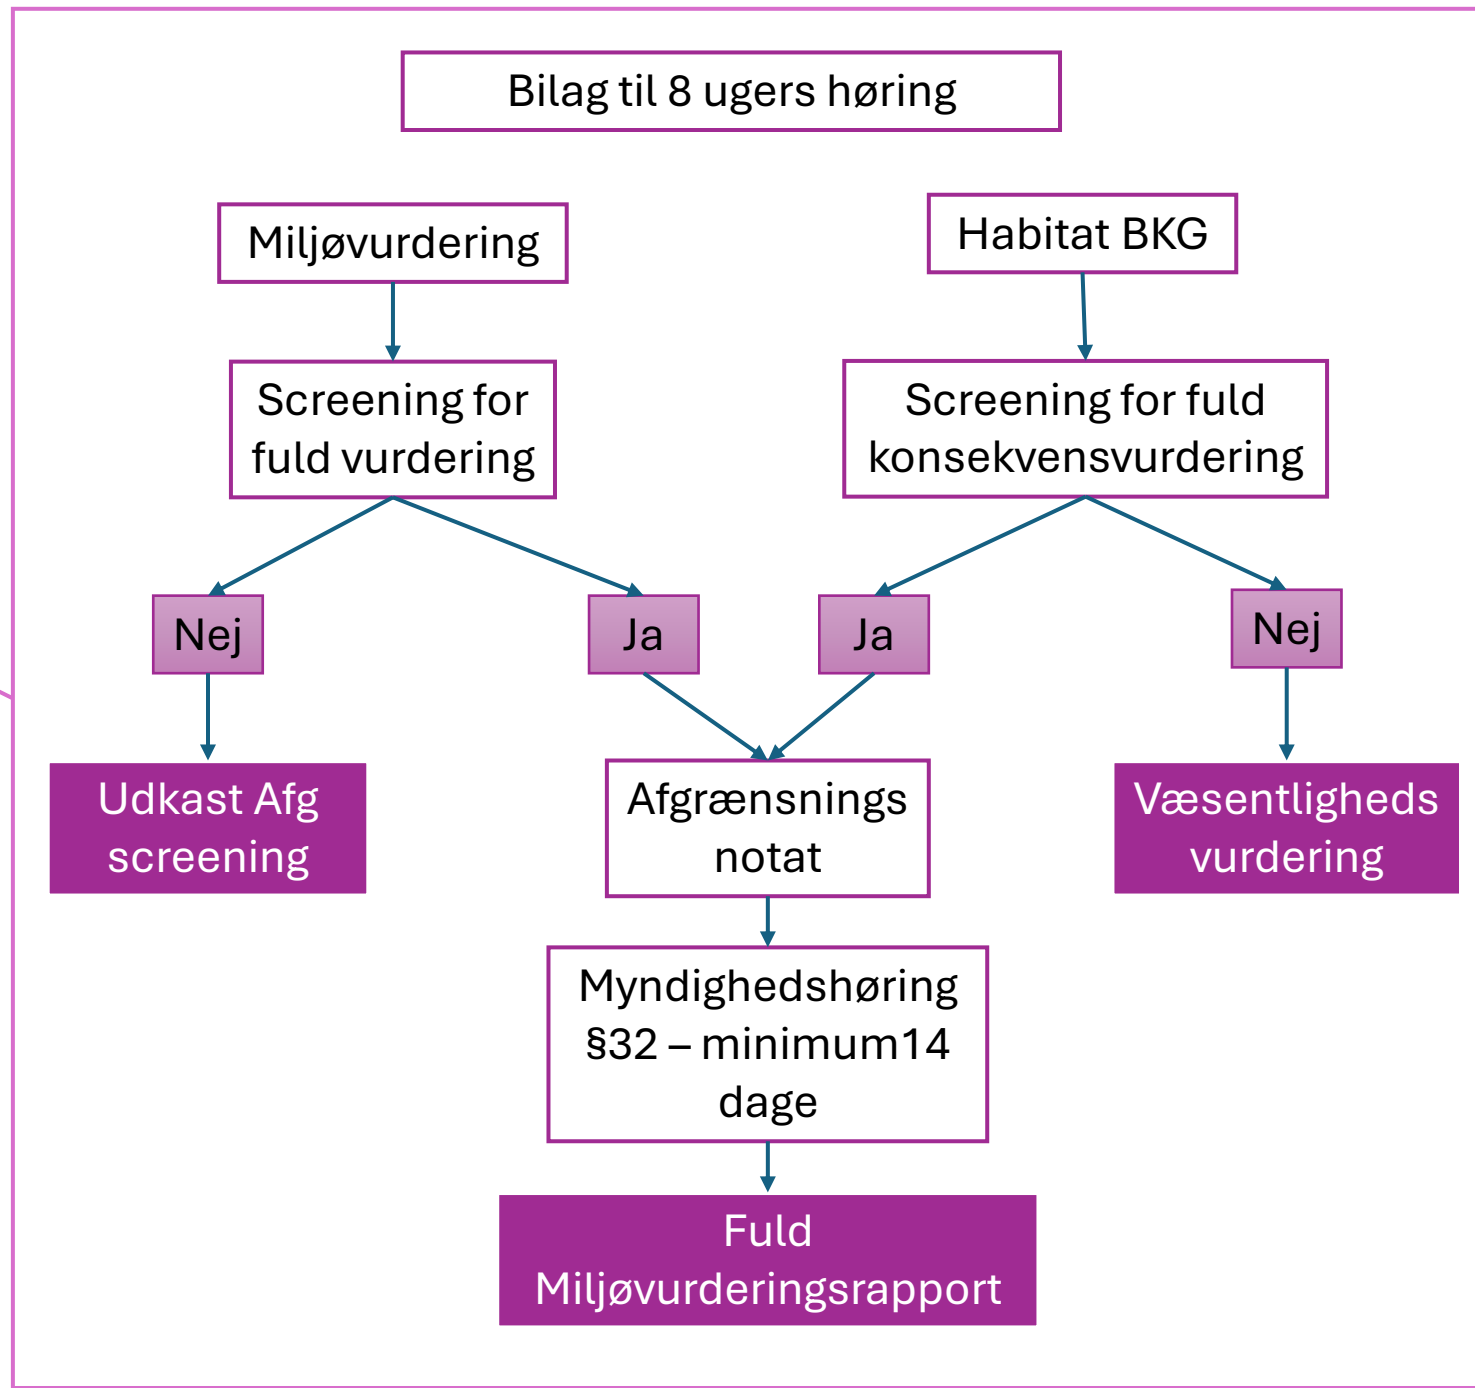 Bilag til 8 ugers høring
Miljøvurdering
Habitat BKG
Screening for
fuld vurdering
Screening for fuld
konsekvensvurdering
Nej
Ja
Ja
Nej
Udkast Afg
screening
Afgrænsnings
notat
Væsentligheds
vurdering
Myndighedshøring
§32 – minimum14
dage
Fuld
Miljøvurderingsrapport